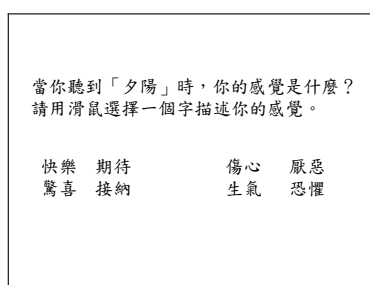 當你聽到「夕陽」時，你的感覺是什麼？
請用滑鼠選擇一個字描述你的感覺。
快樂 期待 傷心 厭惡
驚喜 接納 生氣 恐懼